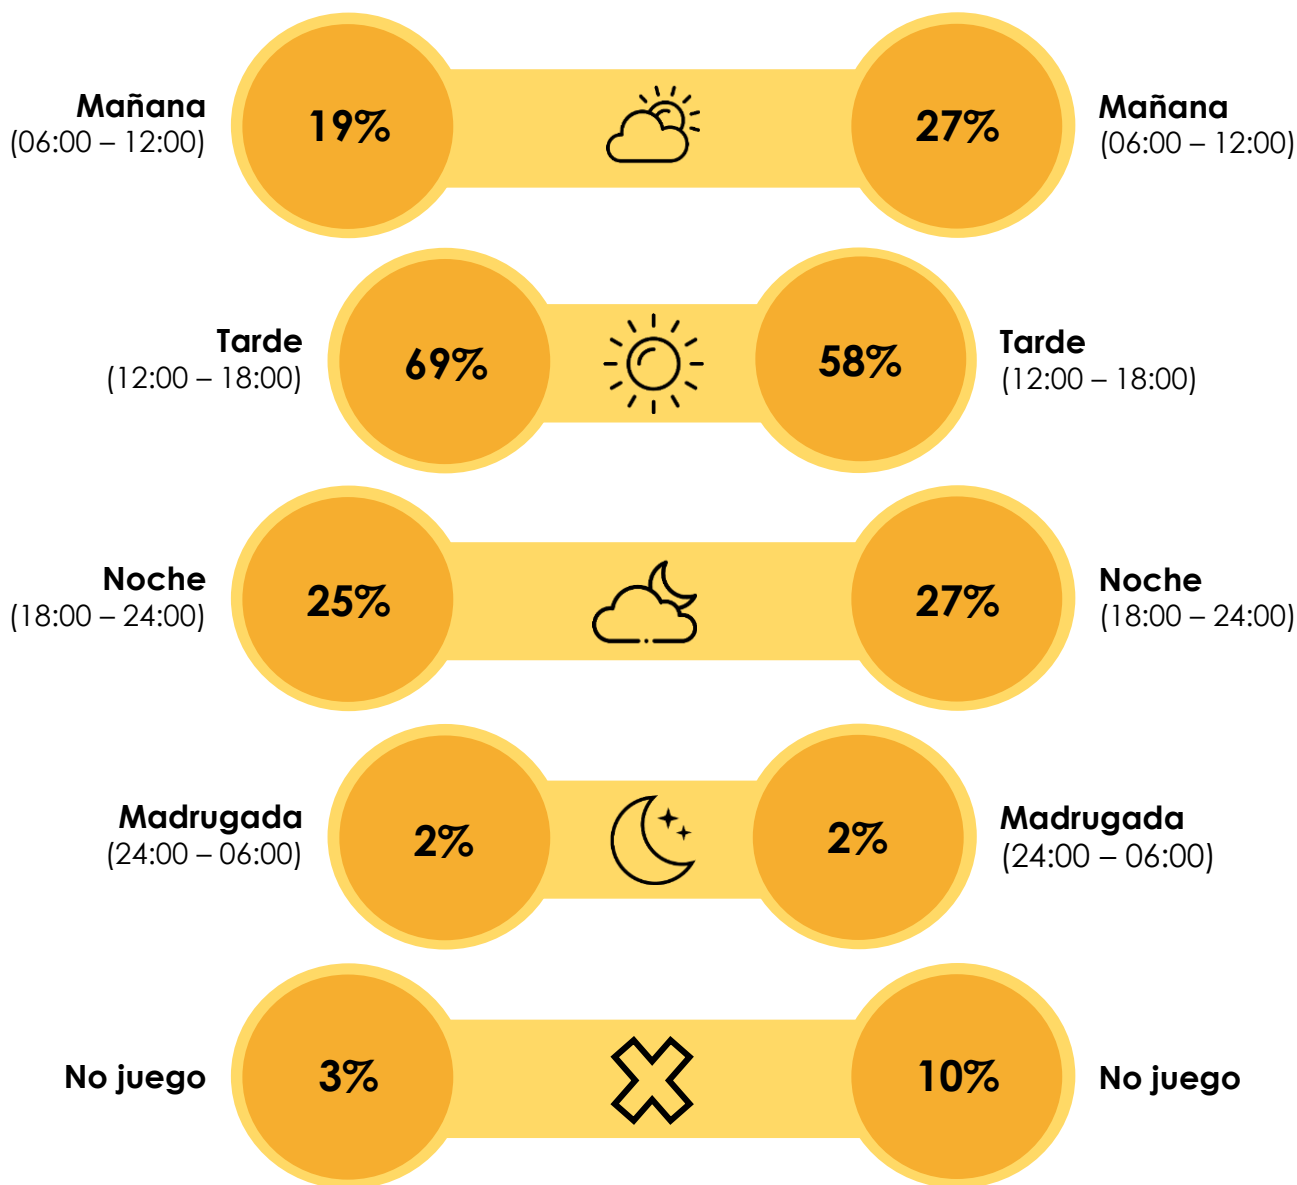 Mañana
(06:00 – 12:00)
19%
27%
Mañana
(06:00 – 12:00)
Tarde
(12:00 – 18:00)
69%
58%
Tarde
(12:00 – 18:00)
Noche
(18:00 – 24:00)
25%
27%
Noche
(18:00 – 24:00)
Madrugada
(24:00 – 06:00)
2%
2%
Madrugada
(24:00 – 06:00)
No juego
3%
10%
No juego